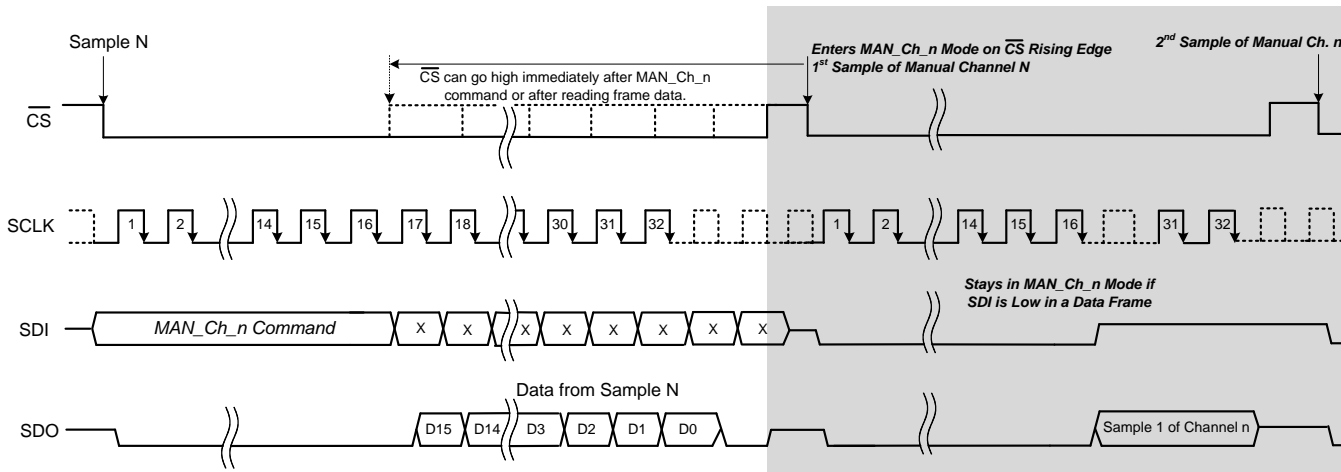 Sample N
Enters MAN_Ch_n Mode on CS Rising Edge
1st Sample of Manual Channel N
2nd Sample of Manual Ch. n
CS can go high immediately after MAN_Ch_n
command or after reading frame data.
CS
SCLK
1 2 14 15 16 17 18 30 31 32 1 2 14 15 16 31 32
Stays in MAN_Ch_n Mode if
SDI is Low in a Data Frame
SDI
MAN_Ch_n Command X X X X X X X X
Data from Sample N
SDO
D15 D14 D3 D2 D1 D0 Sample 1 of Channel n